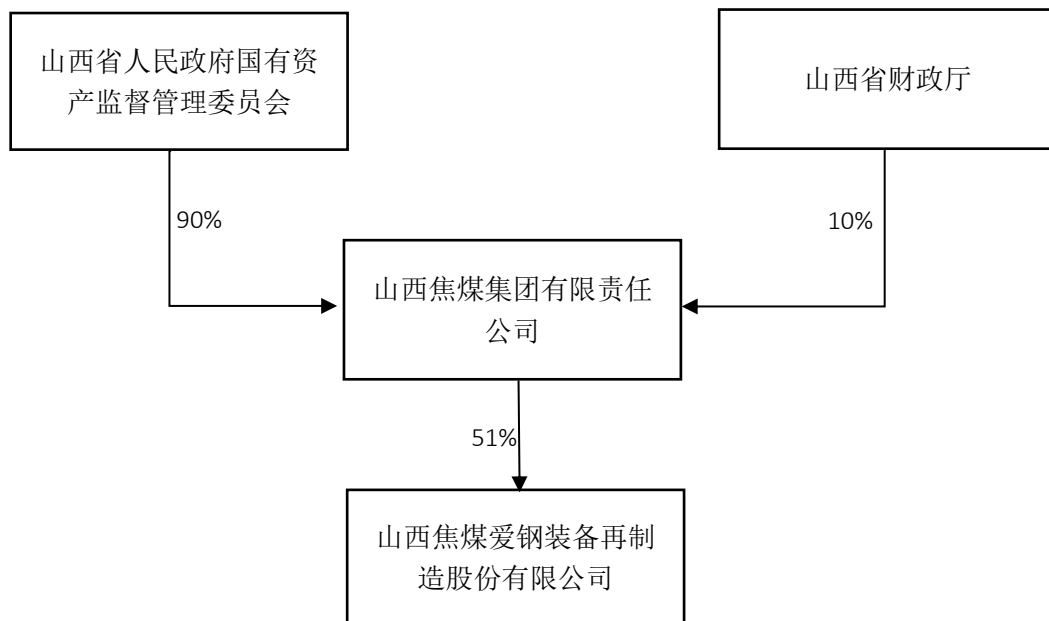 山西省人民政府国有资
产监督管理委员会
山西省财政厅
90%
10%
山西焦煤集团有限责任
公司
51%
山西焦煤爱钢装备再制
造股份有限公司